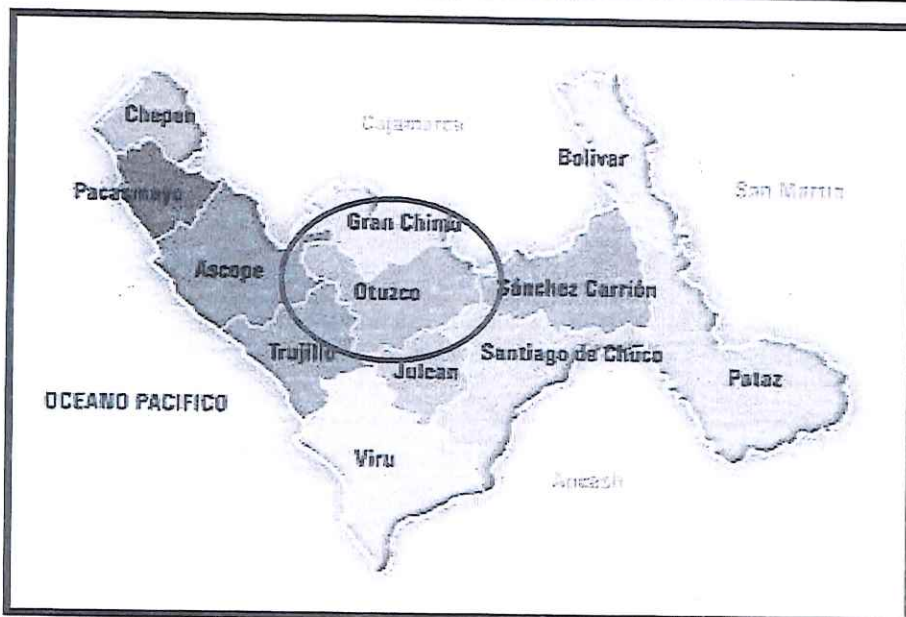 Chepen
Cajamarca
Bolivar
San Martin
Pacasmayo
Gran Chimú
Ascope
Otuzco
Sánchez Carrión
Trujillo
Santiago de Chuco
Julcan
Pataz
OCEANO PACIFICO
Viru
Ancash